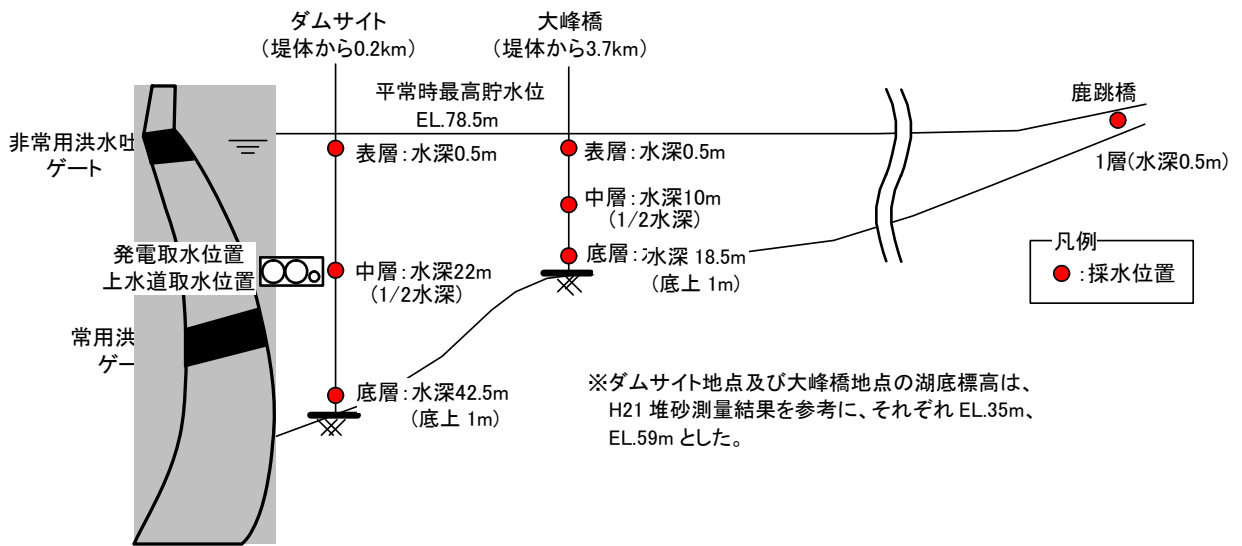 ダムサイト
(堤体から0.2km)
大峰橋
(堤体から3.7km)
平常時最高貯水位
EL.78.5m
鹿跳橋
非常用洪水吐
ゲート
表層：水深0.5m
表層：水深0.5m
1層(水深0.5m)
中層：水深10m
(1/2水深)
発電取水位置
上水道取水位置
中層：水深22m
(1/2水深)
底層：水深 18.5m
(底上 1m)
凡例
：採水位置
常用洪
ゲー
底層：水深42.5m
(底上 1m)
※ダムサイト地点及び大峰橋地点の湖底標高は、
H21 堆砂測量結果を参考に、それぞれ EL.35m、
EL.59m とした。